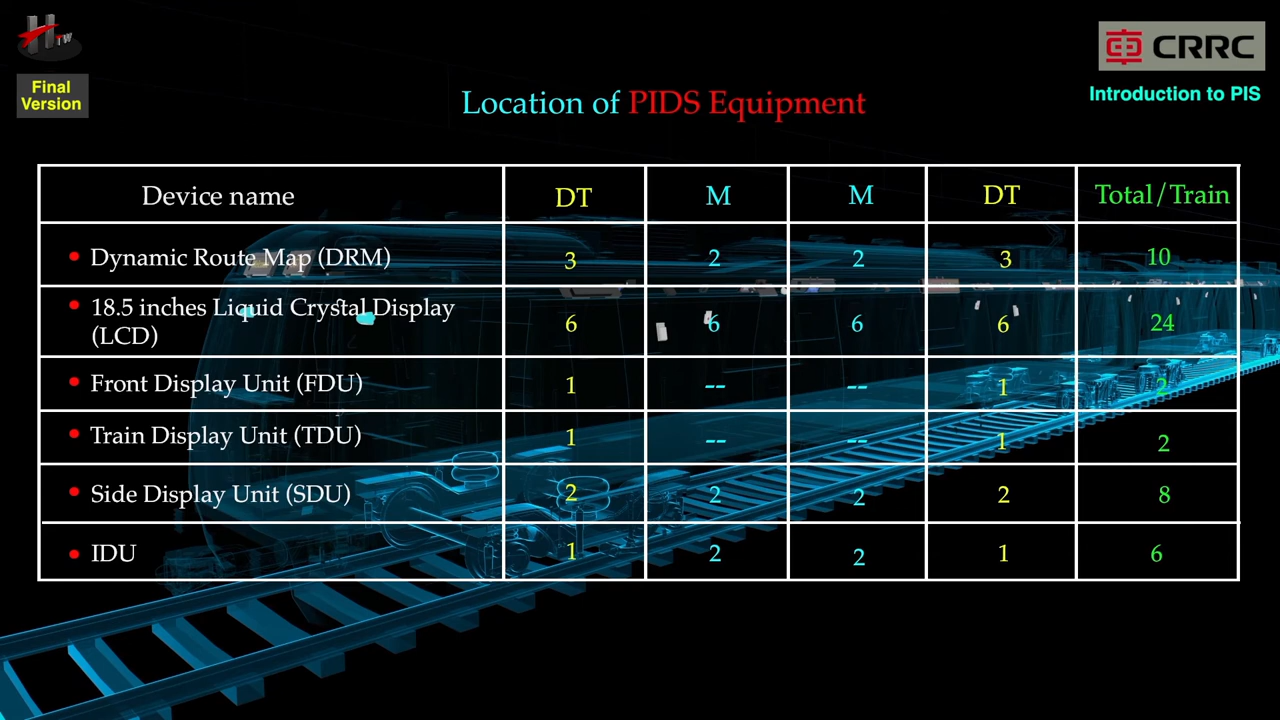 HTW
CRRC
Final
Version
Introduction to PIS
Location of PIDS Equipment
Device name DT M M DT Total/Train
• Dynamic Route Map (DRM) 3 2 2 3 10
• 18.5 inches Liquid Crystal Display
(LCD) 6 6 6 6 24
• Front Display Unit (FDU) 1 -- -- 1 2
• Train Display Unit (TDU) 1 -- -- 1 2
• Side Display Unit (SDU) 2 2 2 2 8
• IDU 1 2 2 1 6